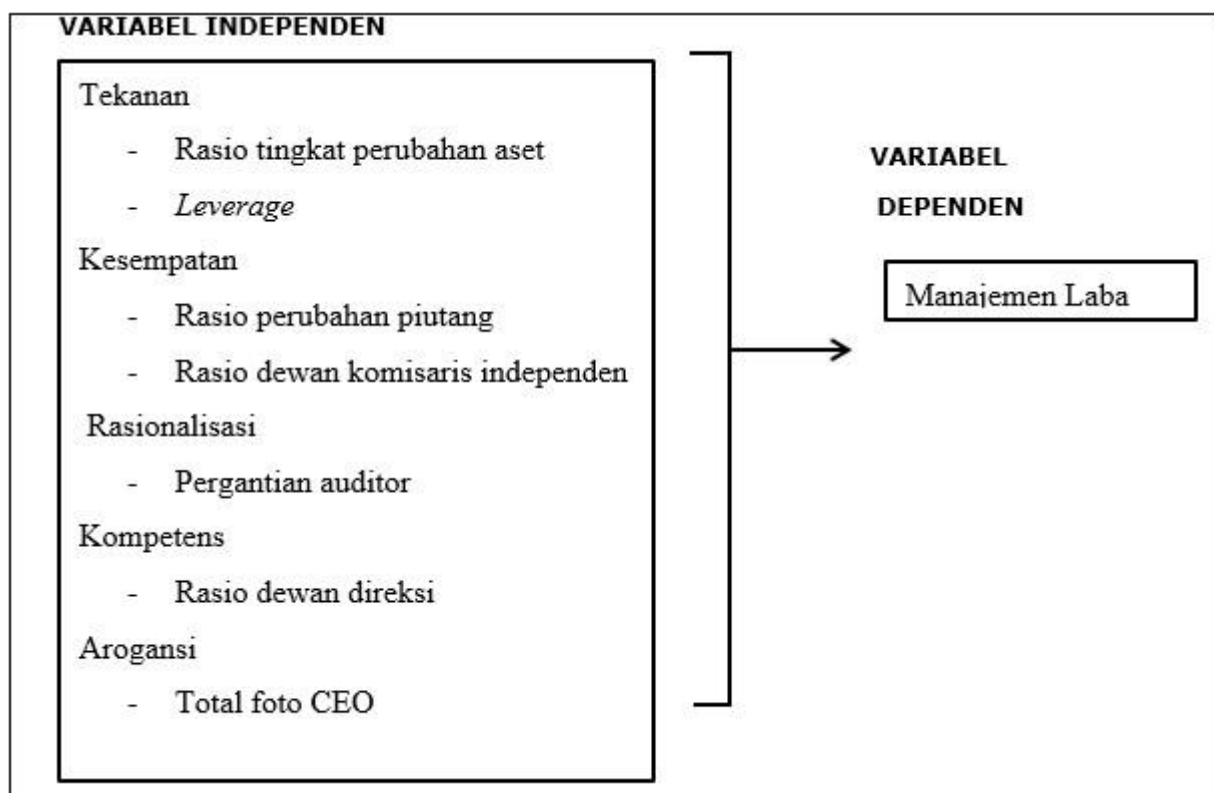 VARIABEL INDEPENDEN
Tekanan
- Rasio tingkat perubahan aset
- Leverage
Kesempatan
- Rasio perubahan piutang
- Rasio dewan komisaris independen
Rasionalisasi
- Pergantian auditor
Kompetens
- Rasio dewan direksi
Arogansi
- Total foto CEO
VARIABEL
DEPENDEN
Manajemen Laba